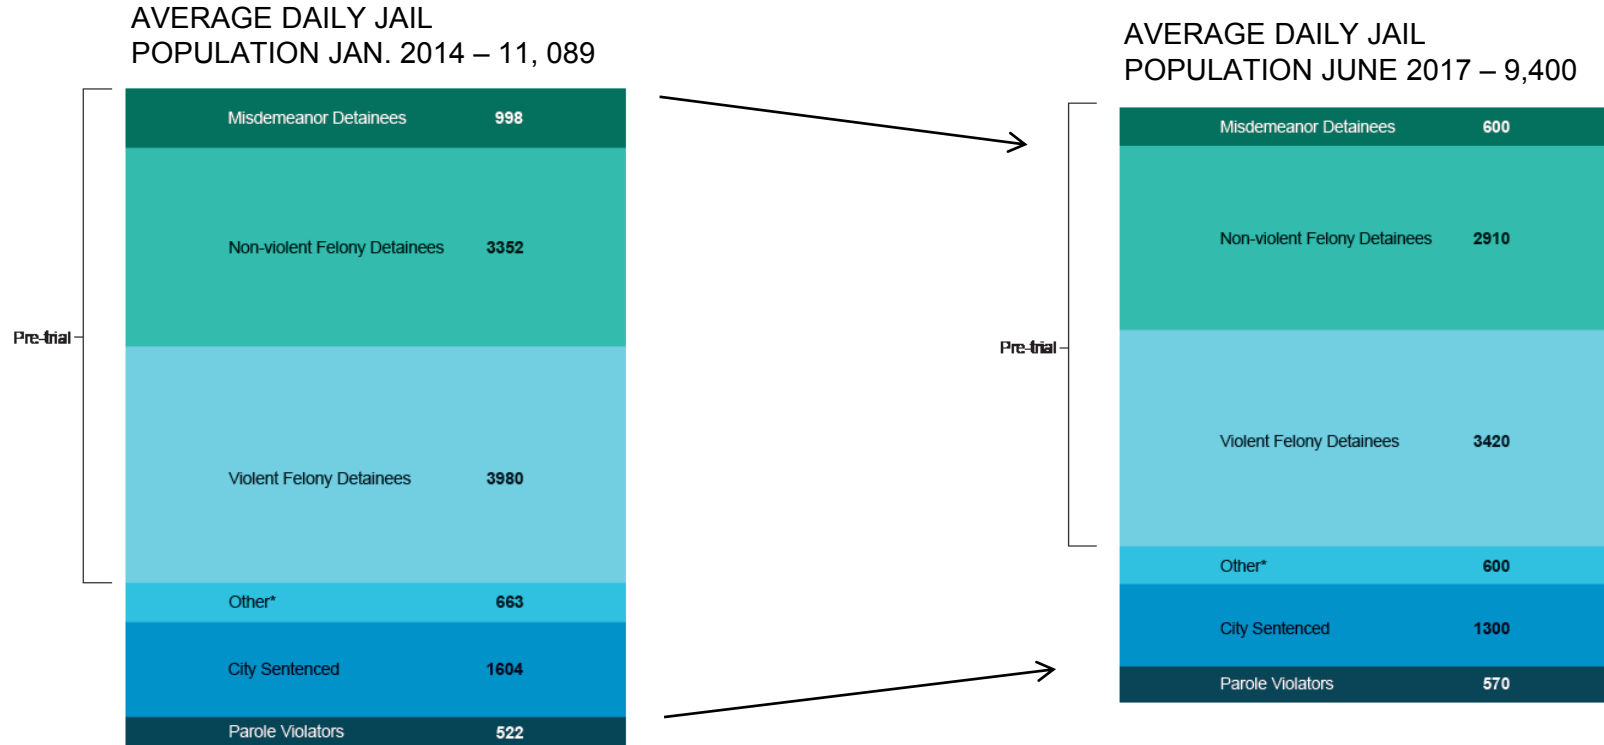 AVERAGE DAILY JAIL
POPULATION JAN. 2014 – 11, 089
Misdemeanor Detainees 998
Non-violent Felony Detainees 3352
Pre-trial
Violent Felony Detainees 3980
Other* 663
City Sentenced 1604
Parole Violators 522
AVERAGE DAILY JAIL
POPULATION JUNE 2017 – 9,400
Misdemeanor Detainees 600
Non-violent Felony Detainees 2910
Pre-trial
Violent Felony Detainees 3420
Other* 600
City Sentenced 1300
Parole Violators 570